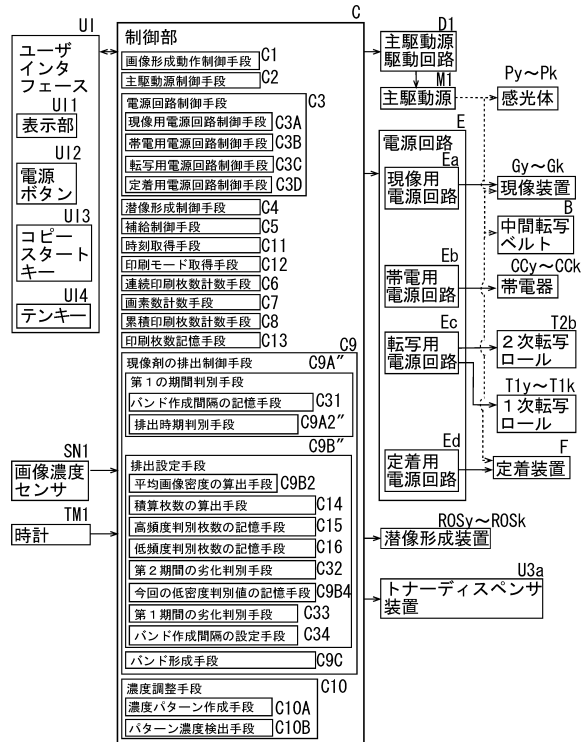 UI
ユーザ
インタ
フェース
UI1
表示部
UI2
電源
ボタン
UI3
コピー
スタート
キー
UI4
テンキー
SN1
画像濃度
センサ
TM1
時計
C
制御部
画像形成動作制御手段 C1
主駆動源制御手段 C2
電源回路制御手段 C3
現像用電源回路制御手段 C3A
帯電用電源回路制御手段 C3B
転写用電源回路制御手段 C3C
定着用電源回路制御手段 C3D
潜像形成制御手段 C4
補給制御手段 C5
時刻取得手段 C11
印刷モード取得手段 C12
連続印刷枚数計数手段 C6
画素数計数手段 C7
累積印刷枚数計数手段 C8
印刷枚数記憶手段 C13
C9
現像剤の排出制御手段 C9A″
第1の期間判別手段
バンド作成間隔の記憶手段 C31
排出時期判別手段 C9A2″
C9B″
排出設定手段
平均画像密度の算出手段 C9B2
積算枚数の算出手段 C14
高頻度判別枚数の記憶手段 C15
低頻度判別枚数の記憶手段 C16
第2期間の劣化判別手段 C32
今回の低密度判別値の記憶手段 C9B4
第1期間の劣化判別手段 C33
バンド作成間隔の設定手段 C34
バンド形成手段 C9C
濃度調整手段 C10
濃度パターン作成手段 C10A
パターン濃度検出手段 C10B
D1
主駆動源
駆動回路
M1
主駆動源
E
電源回路
Ea
現像用
電源回路
Eb
帯電用
電源回路
Ec
転写用
電源回路
Ed
定着用
電源回路
Py～Pk
感光体
Gy～Gk
現像装置
B
中間転写
ベルト
CCy～CCk
帯電器
T2b
2次転写
ロール
T1y～T1k
1次転写
ロール
F
定着装置
ROSy～ROSk
潜像形成装置
U3a
トナーディスペンサ
装置